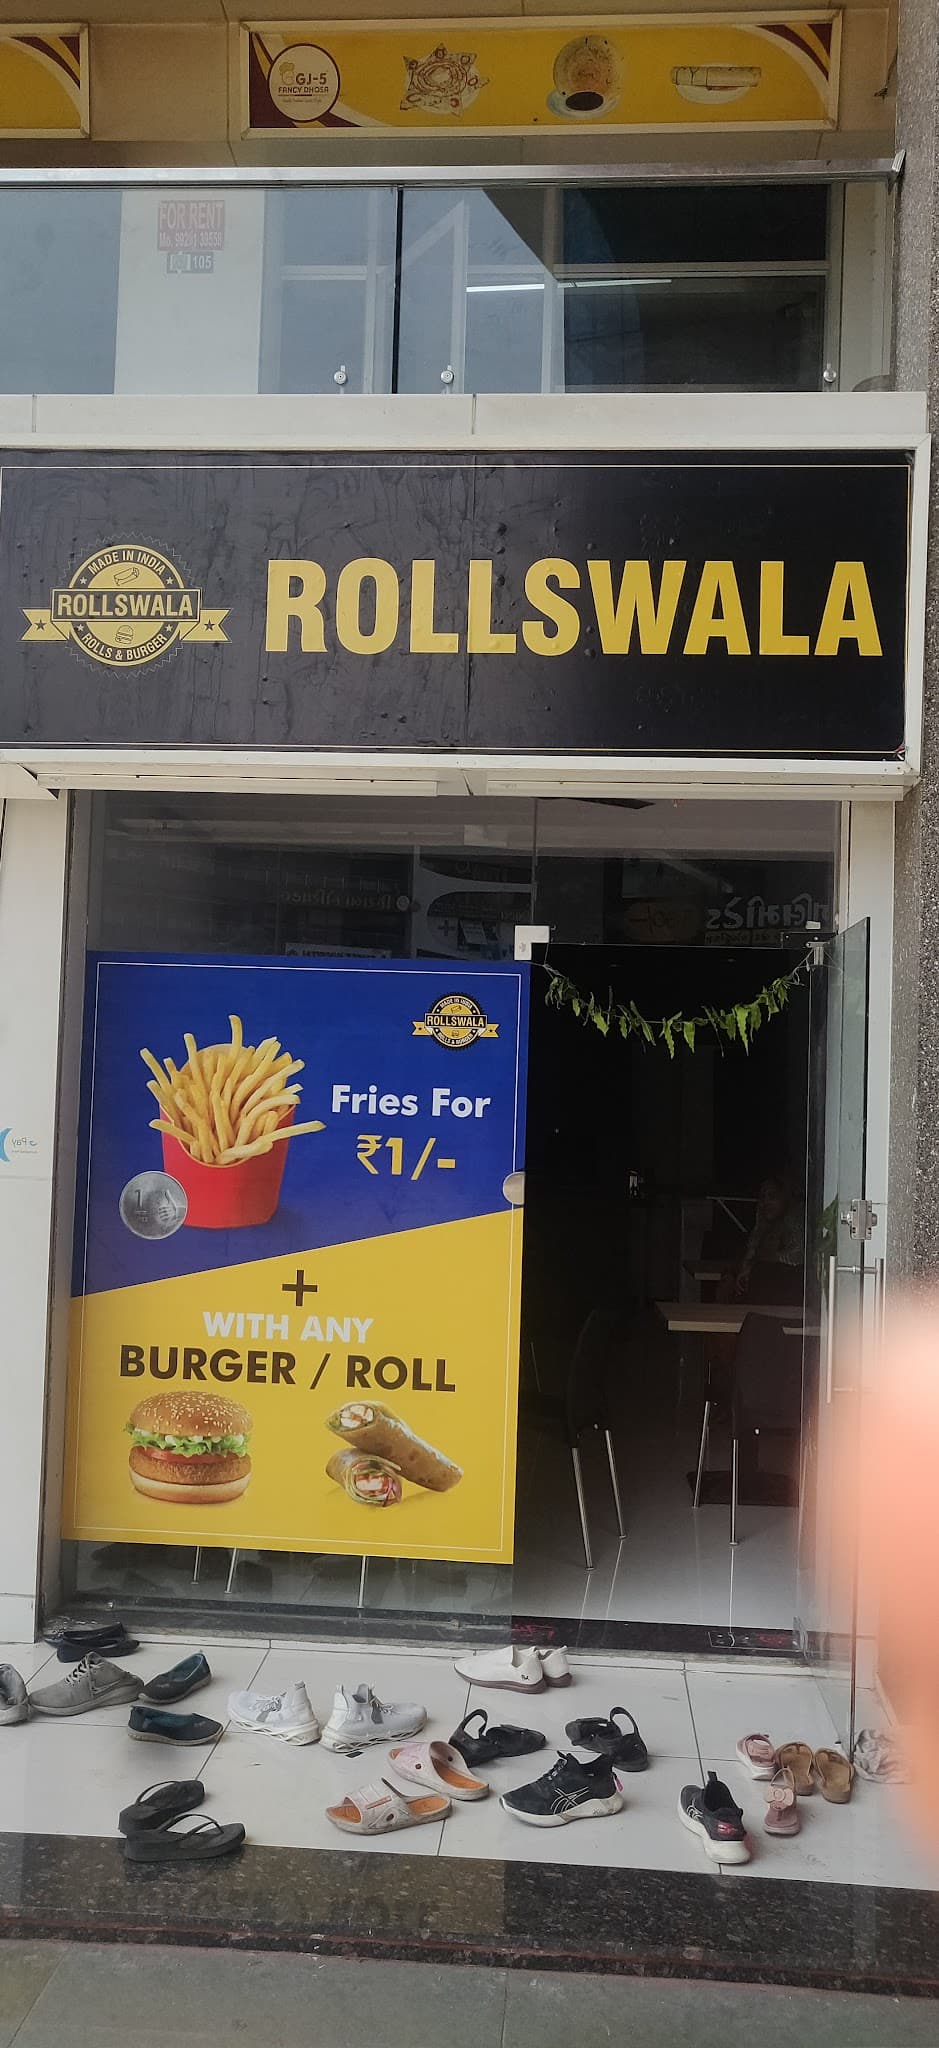 GJ-5
FANCY DHOSA
FOR RENT
105
MADE IN INDIA
ROLLSWALA
ROLLS & BURGER
ROLLSWALA
MADE IN INDIA
ROLLSWALA
ROLLS & BURGER
Fries For
₹1/-
1
+
WITH ANY
BURGER / ROLL